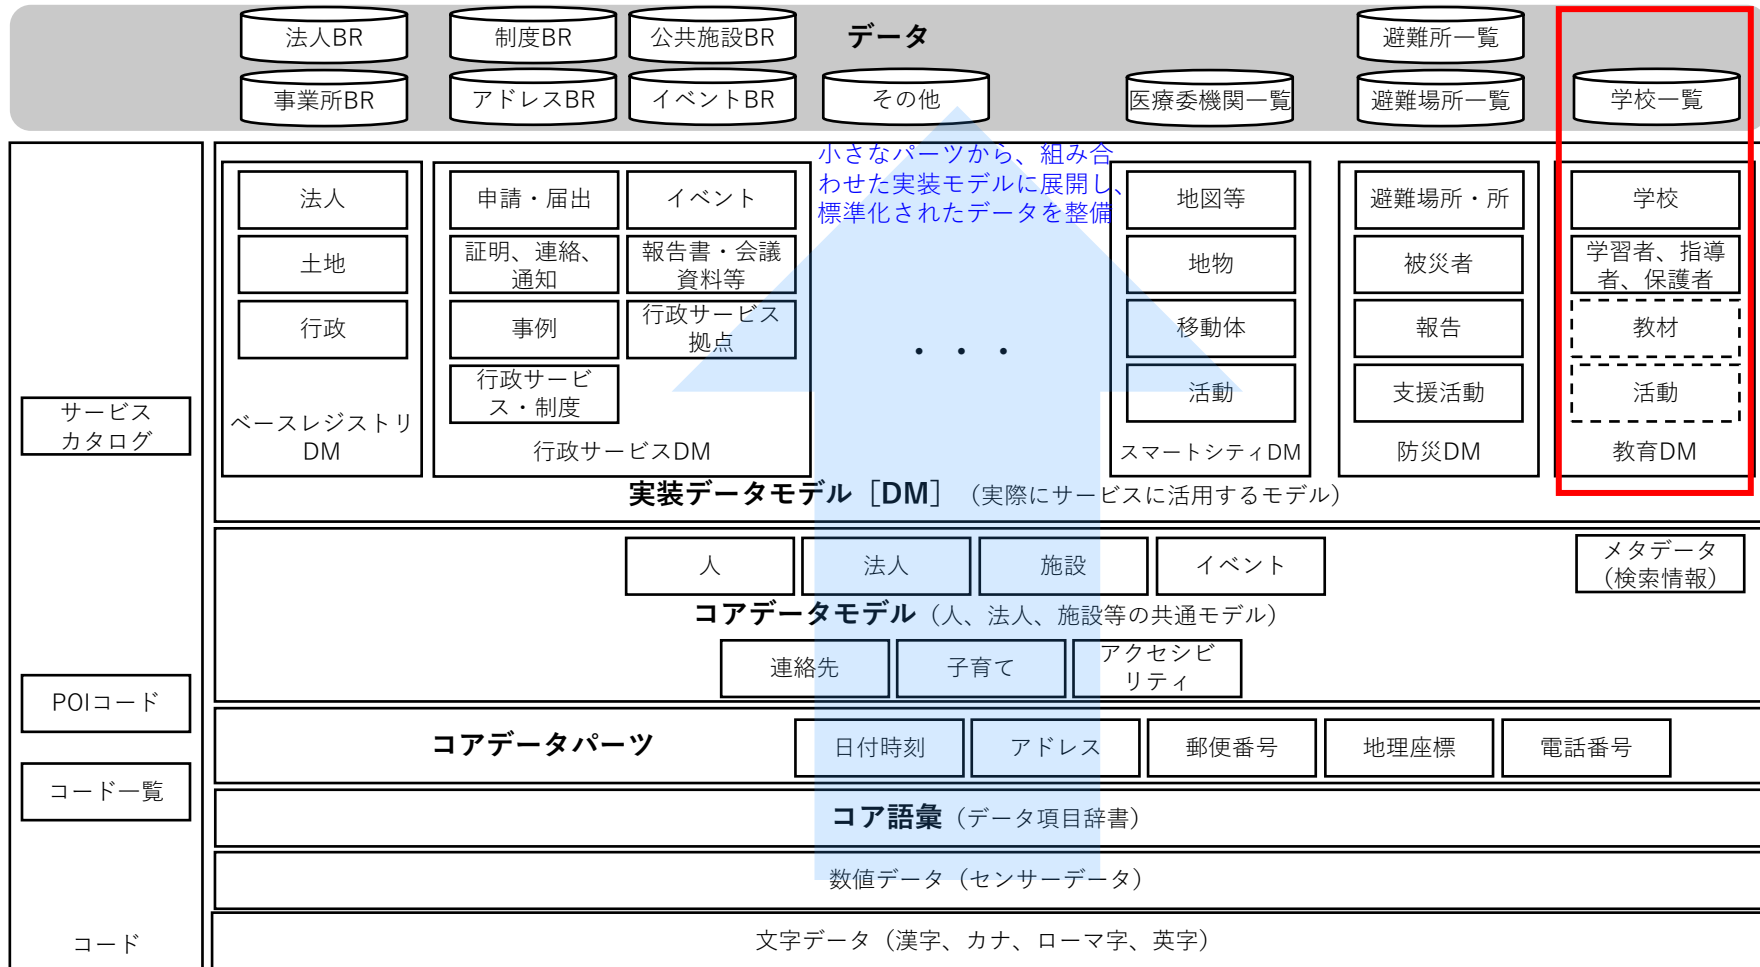 法人BR
制度BR
公共施設BR
データ
避難所一覧
事業所BR
アドレスBR
イベントBR
その他
医療委機関一覧
避難場所一覧
学校一覧
小さなパーツから、組み合
わせた実装モデルに展開し、
標準化されたデータを整備
法人
土地
行政
ベースレジストリ
DM
申請・届出
イベント
証明、連絡、
通知
報告書・会議
資料等
事例
行政サービス
拠点
行政サービ
ス・制度
行政サービスDM
・・・
地図等
地物
移動体
活動
スマートシティDM
避難場所・所
被災者
報告
支援活動
防災DM
学校
学習者、指導
者、保護者
教材
活動
教育DM
実装データモデル［DM］（実際にサービスに活用するモデル）
サービス
カタログ
POIコード
コード一覧
コード
人
法人
施設
イベント
メタデータ
（検索情報）
コアデータモデル（人、法人、施設等の共通モデル）
連絡先
子育て
アクセシビ
リティ
コアデータパーツ
日付時刻
アドレス
郵便番号
地理座標
電話番号
コア語彙（データ項目辞書）
数値データ（センサーデータ）
文字データ（漢字、カナ、ローマ字、英字）